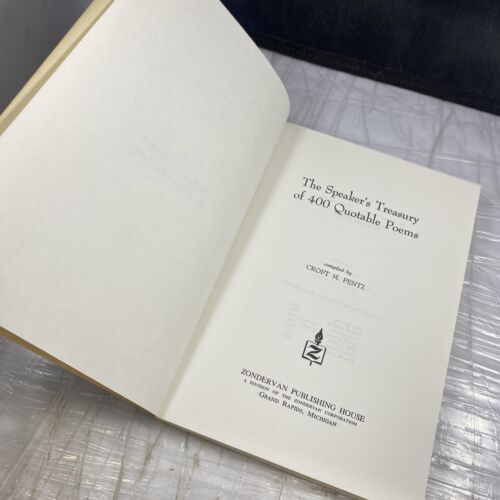 The Speaker's Treasury
of 400 Quotable Poems
compiled by
CROFT M. PENTZ
Z
ZONDERVAN PUBLISHING HOUSE
A DIVISION OF THE ZONDERVAN CORPORATION
GRAND RAPIDS, MICHIGAN